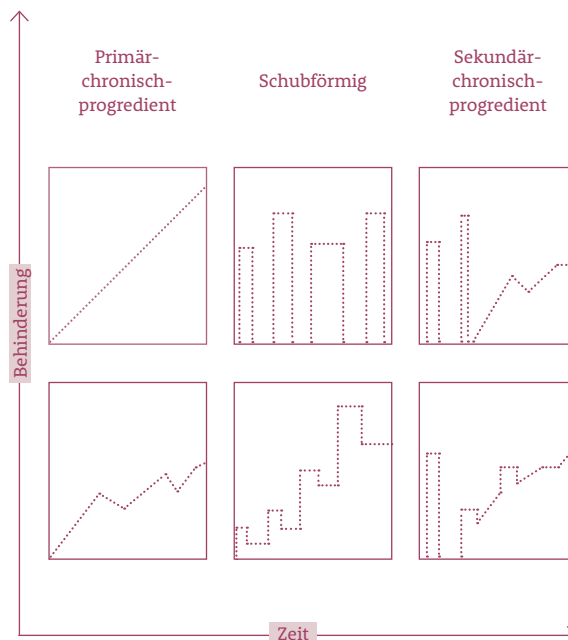 Primär-
chronisch-
progredient
Schubförmig
Sekundär-
chronisch-
progredient
Behinderung
Zeit